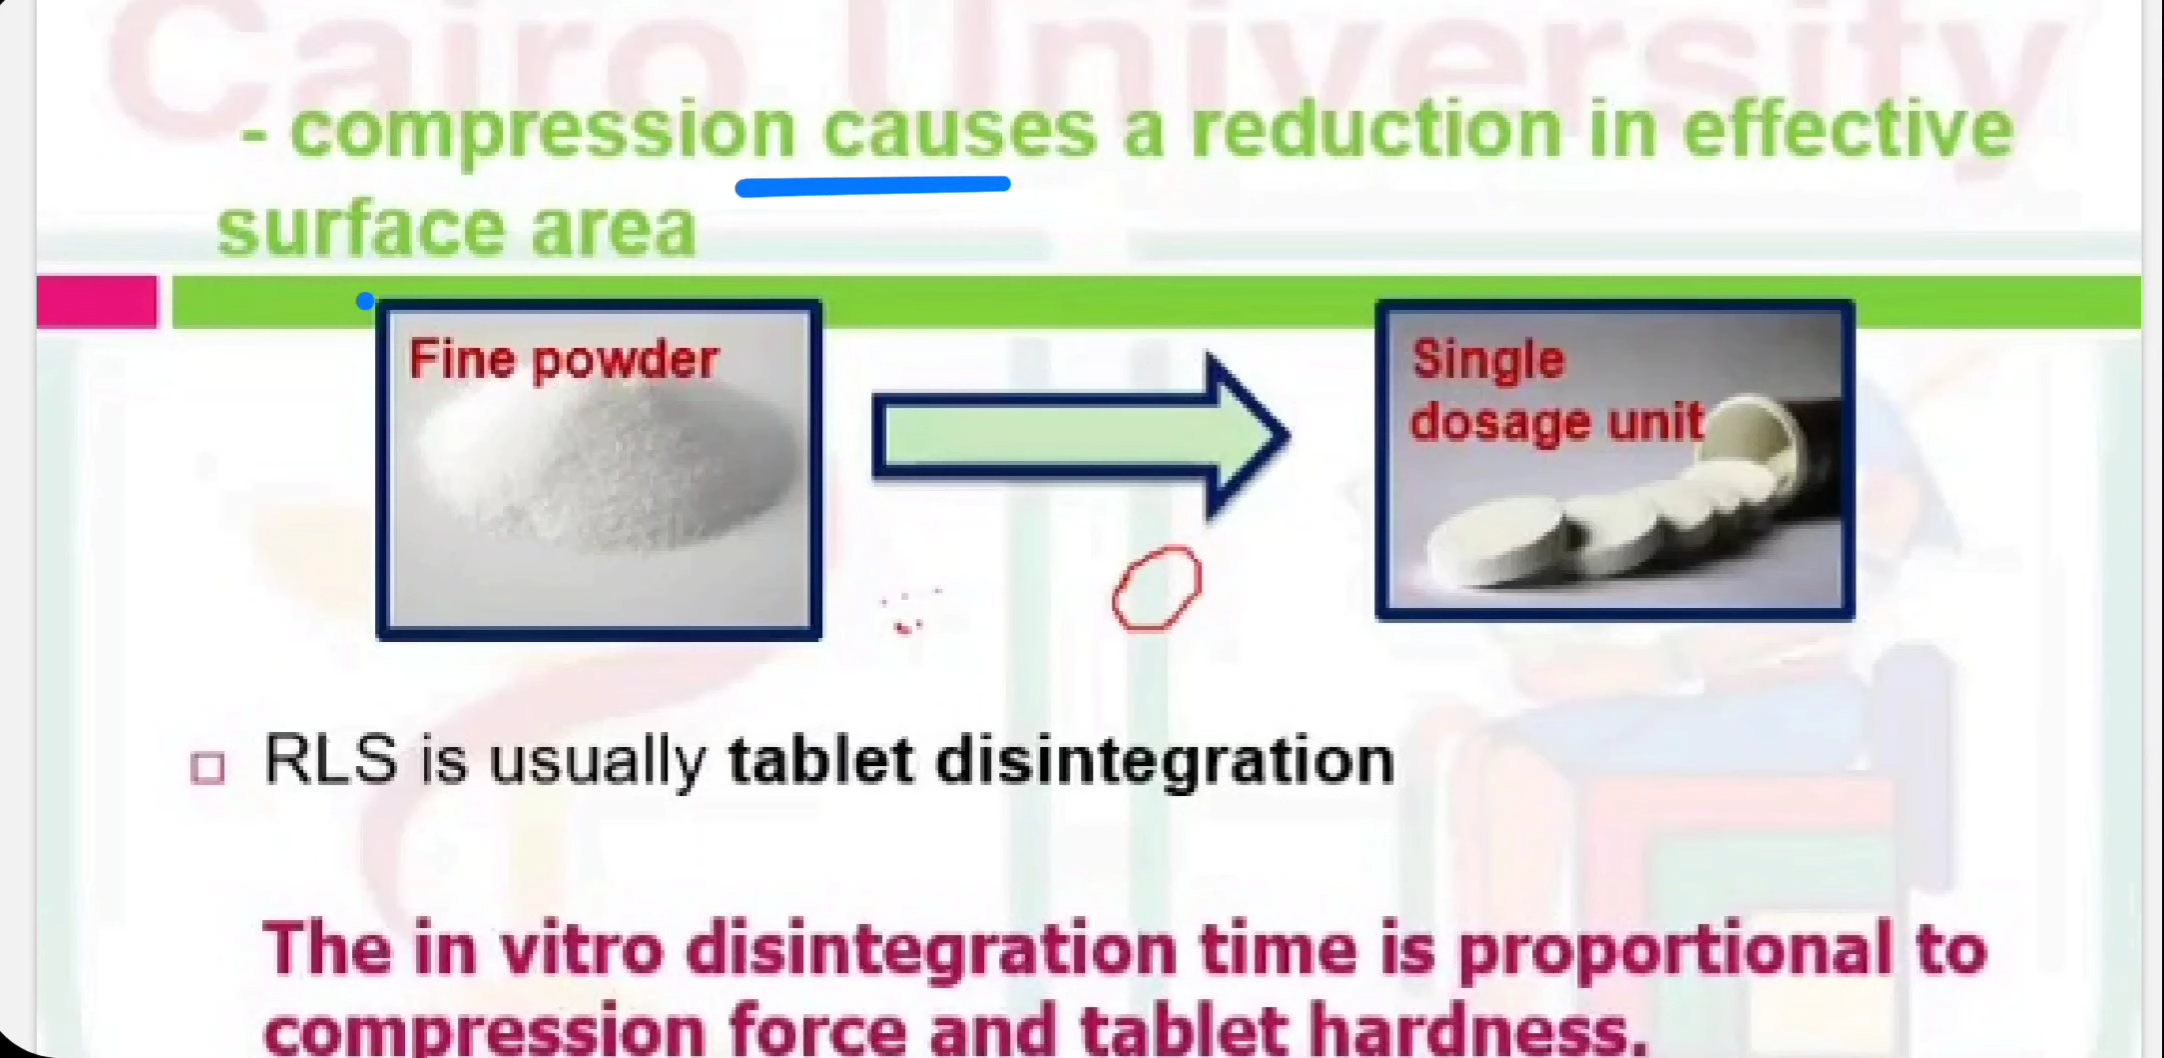 Cairo University
- compression causes a reduction in effective
surface area
Fine powder
Single
dosage unit
RLS is usually tablet disintegration
The in vitro disintegration time is proportional to
compression force and tablet hardness.